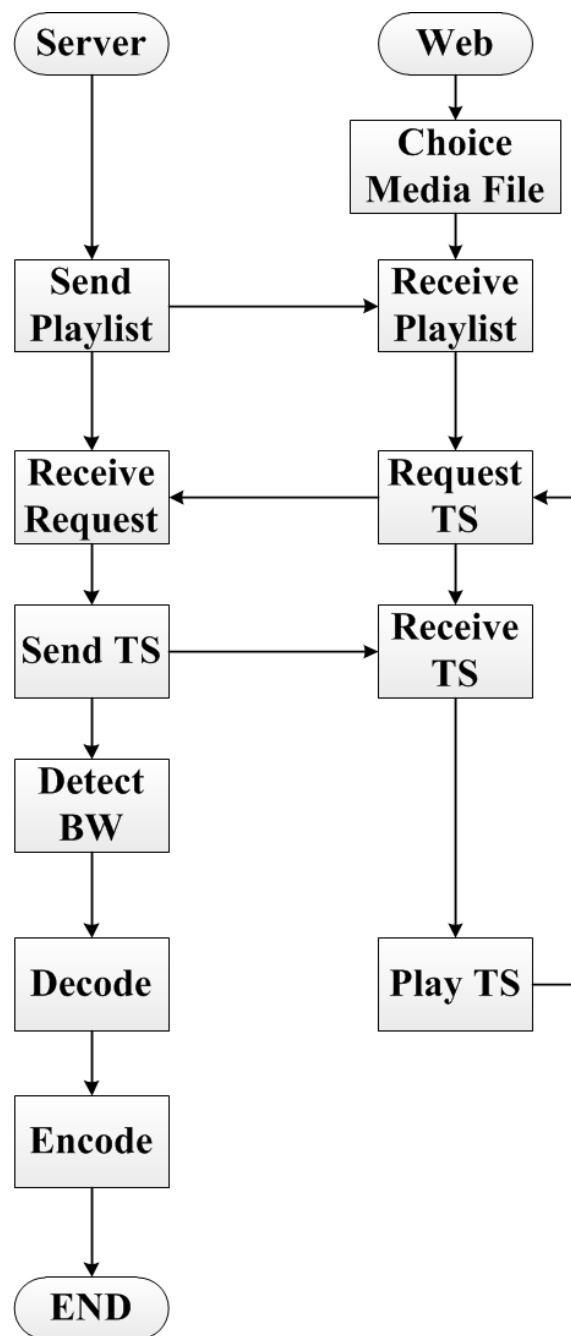 Server
Web
Choice
Media File
Send
Playlist
Receive
Playlist
Receive
Request
Request
TS
Send TS
Receive
TS
Detect
BW
Decode
Play TS
Encode
END